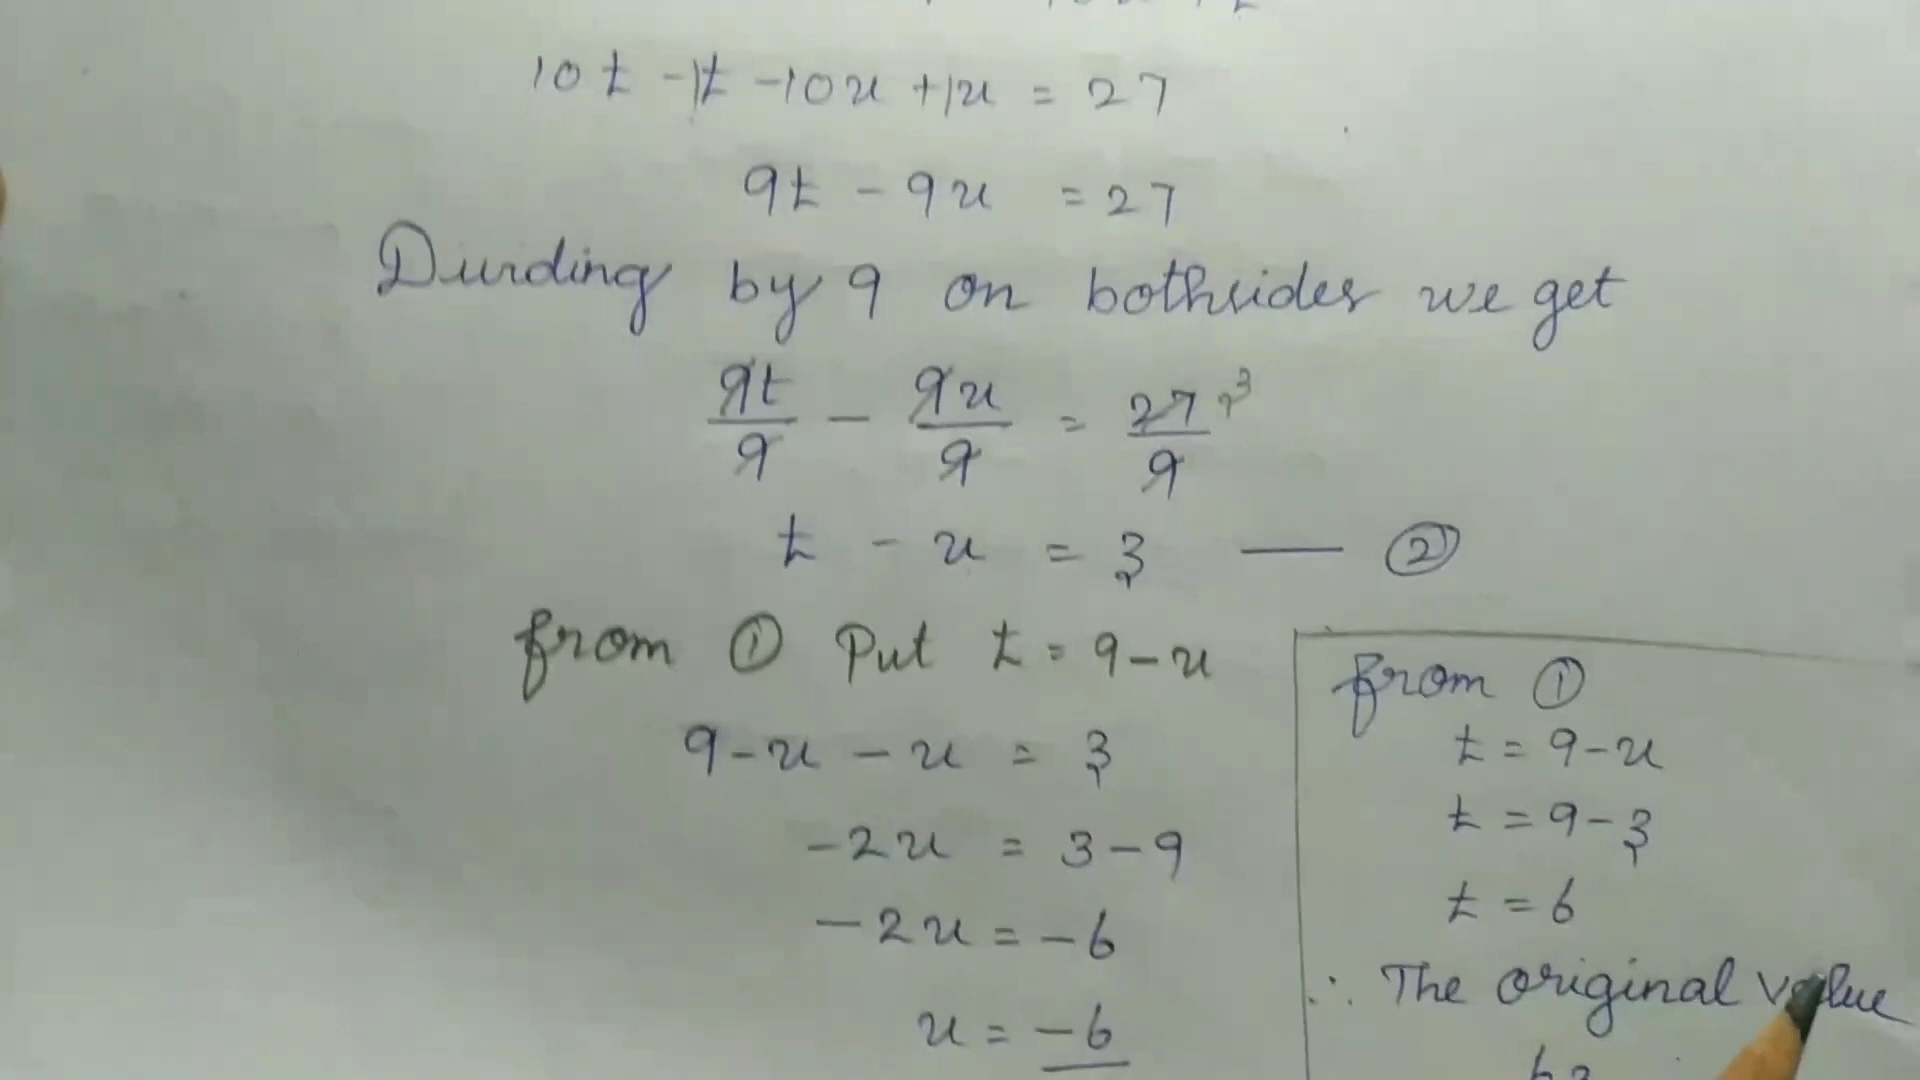 10t - 1t - 10u + 1u = 27
9t - 9u = 27
Dividing by 9 on bothsides we get
9t/9 - 9u/9 = 27/9 3
t - u = 3 — ②
from ① Put t = 9 - u
9 - u - u = 3
-2u = 3 - 9
-2u = -6
u = -6
from ①
t = 9 - u
t = 9 - 3
t = 6
∴ The original value
63